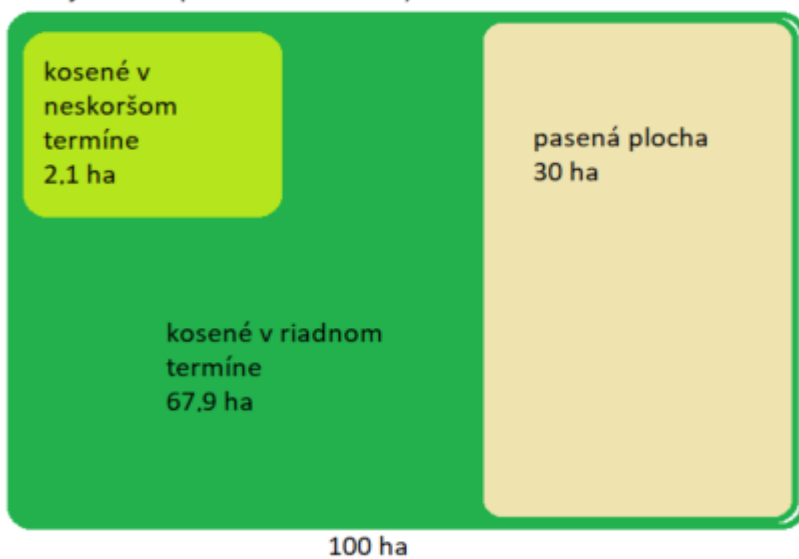 kosené v
neskoršom
termíne
2,1 ha
pasená plocha
30 ha
kosené v riadnom
termíne
67,9 ha
100 ha